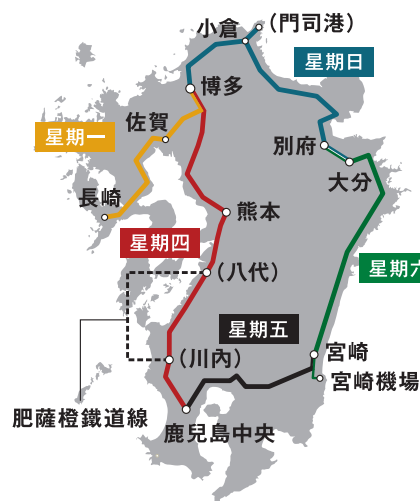 小倉
(門司港)
星期日
博多
佐賀
星期一
別府
大分
長崎
熊本
星期四
(八代)
星期六
星期五
(川內)
宮崎
宮崎機場
肥薩橙鐵道線
鹿兒島中央